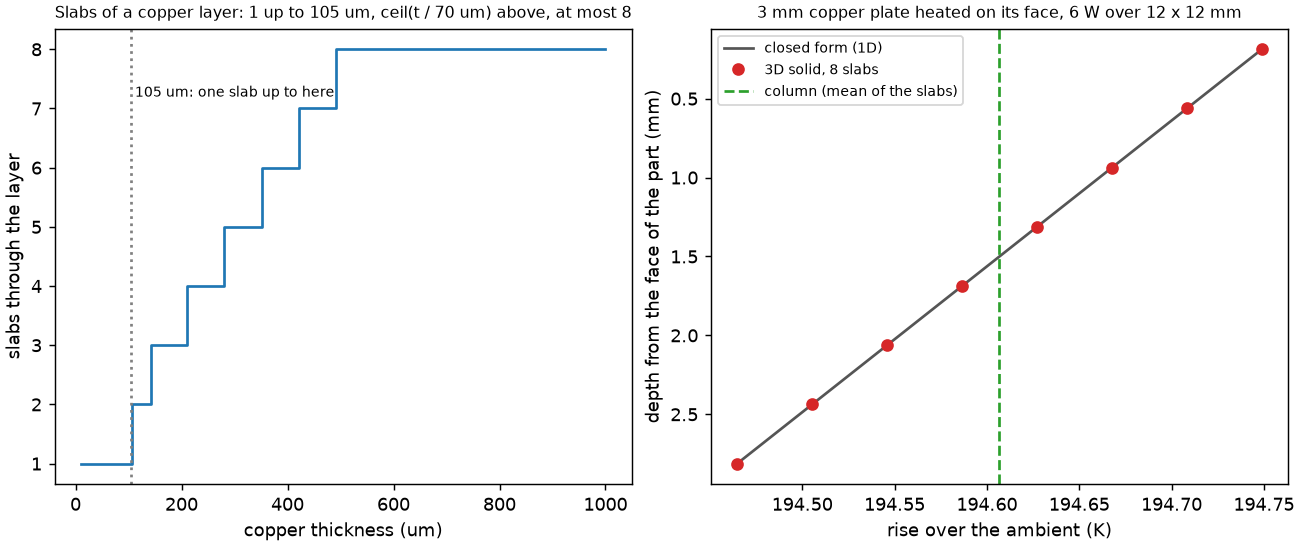 Slabs of a copper layer: 1 up to 105 um, ceil(t / 70 um) above, at most 8
8
7
6
5
4
3
2
1
slabs through the layer
105 um: one slab up to here
0
200
400
600
800
1000
copper thickness (um)
3 mm copper plate heated on its face, 6 W over 12 x 12 mm
closed form (1D)
3D solid, 8 slabs
column (mean of the slabs)
0.5
1.0
1.5
2.0
2.5
depth from the face of the part (mm)
194.50
194.55
194.60
194.65
194.70
194.75
rise over the ambient (K)